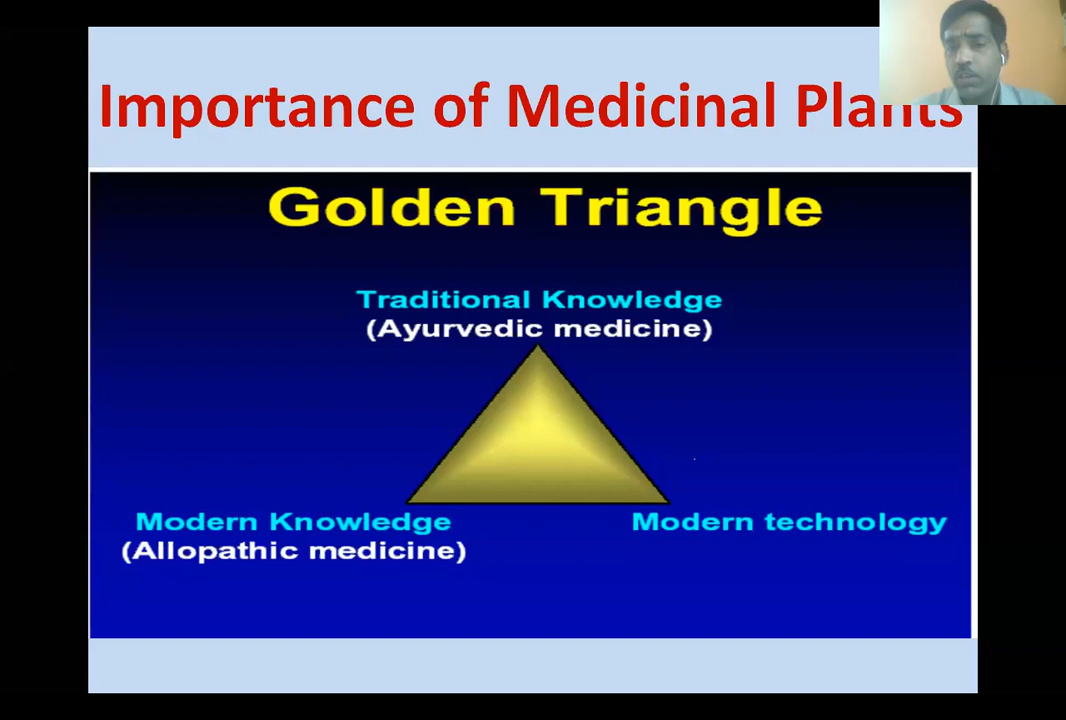 Importance of Medicinal Plants
Golden Triangle
Traditional Knowledge
(Ayurvedic medicine)
Modern Knowledge
(Allopathic medicine)
Modern technology